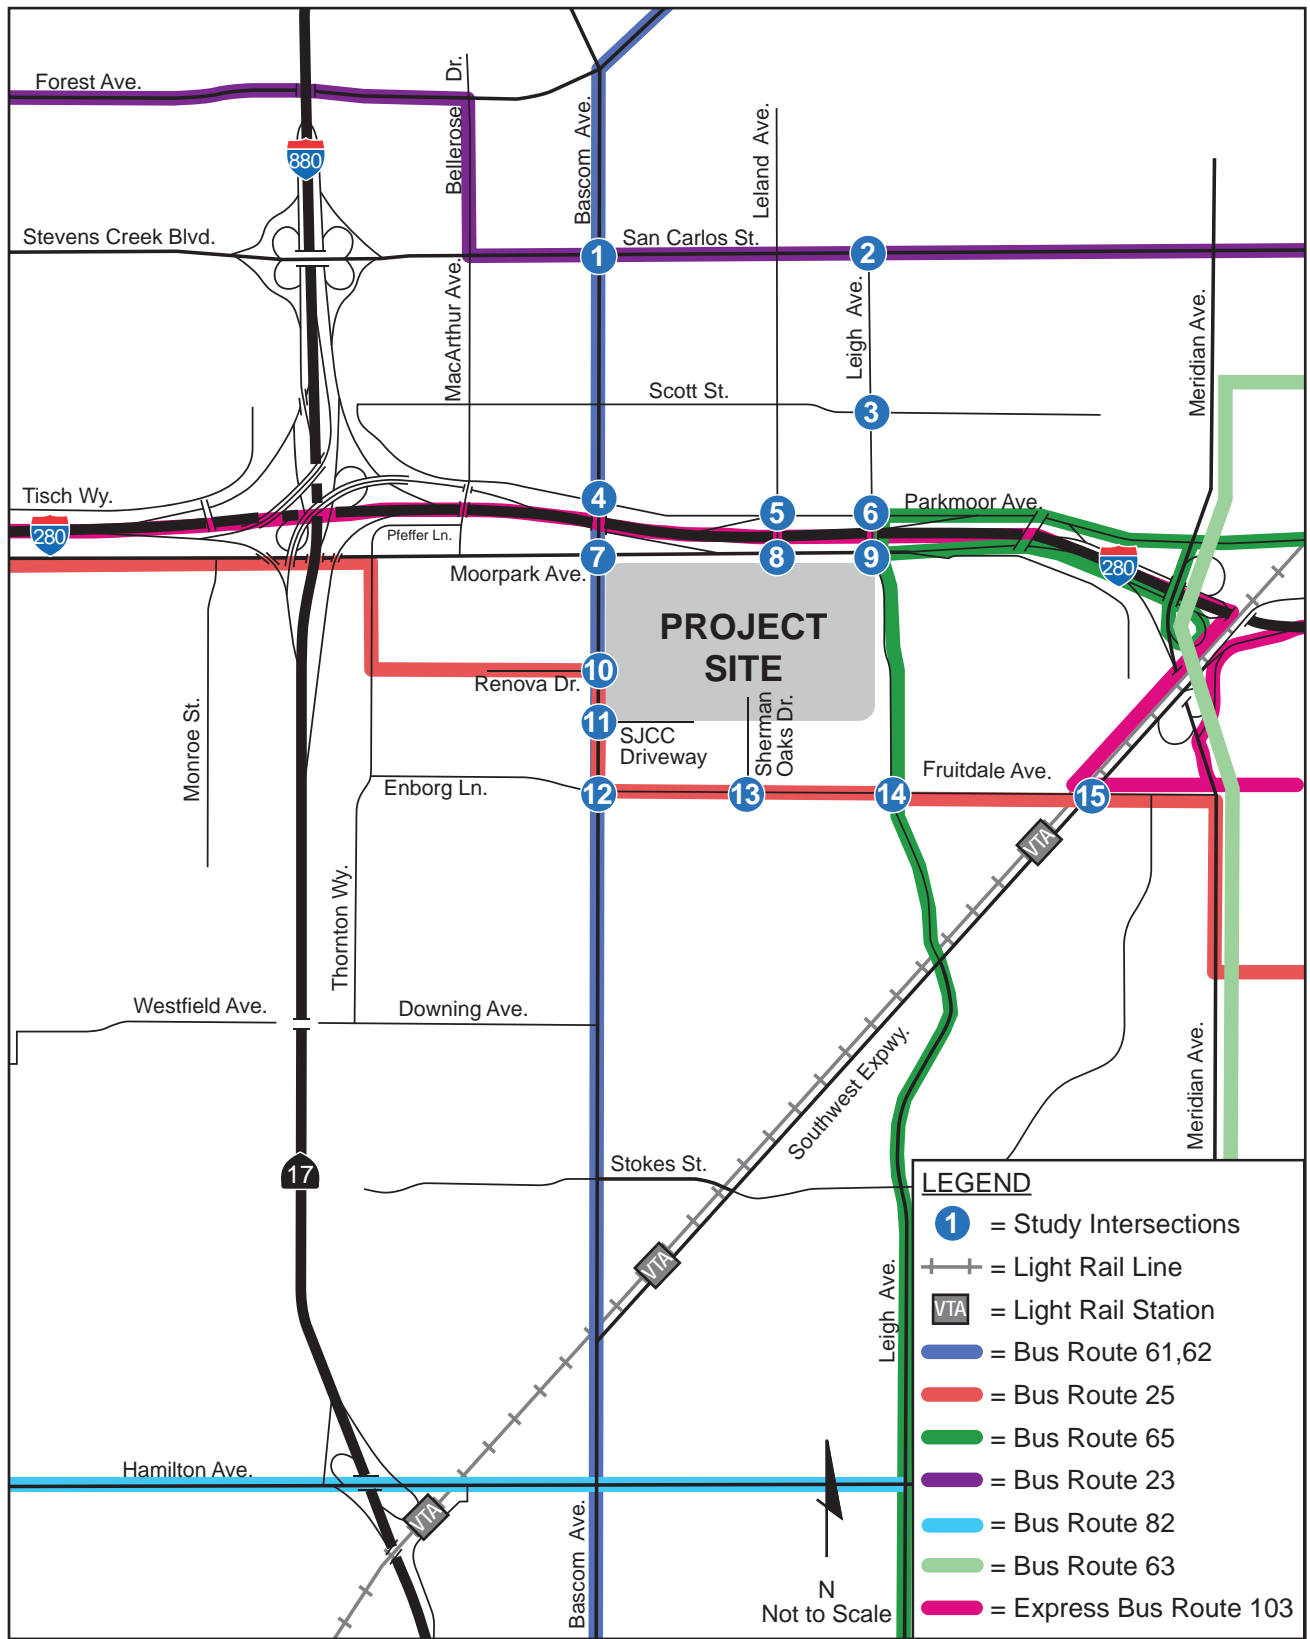 Forest Ave.
Bellerose Dr.
Bascom Ave.
Leland Ave.
880
Stevens Creek Blvd.
San Carlos St.
1
2
MacArthur Ave.
Leigh Ave.
Meridian Ave.
Scott St.
3
Tisch Wy.
4
5
6
Parkmoor Ave.
280
Pfeffer Ln.
7
8
9
280
Moorpark Ave.
PROJECT
SITE
10
Renova Dr.
11
SJCC
Driveway
Sherman
Oaks Dr.
Monroe St.
Enborg Ln.
12
13
14
Fruitdale Ave.
15
VTA
Thornton Wy.
Westfield Ave.
Downing Ave.
Southwest Expwy.
Meridian Ave.
17
Stokes St.
VTA
Leigh Ave.
Hamilton Ave.
VTA
Bascom Ave.
N
Not to Scale
LEGEND
1 = Study Intersections
= Light Rail Line
VTA = Light Rail Station
= Bus Route 61,62
= Bus Route 25
= Bus Route 65
= Bus Route 23
= Bus Route 82
= Bus Route 63
= Express Bus Route 103